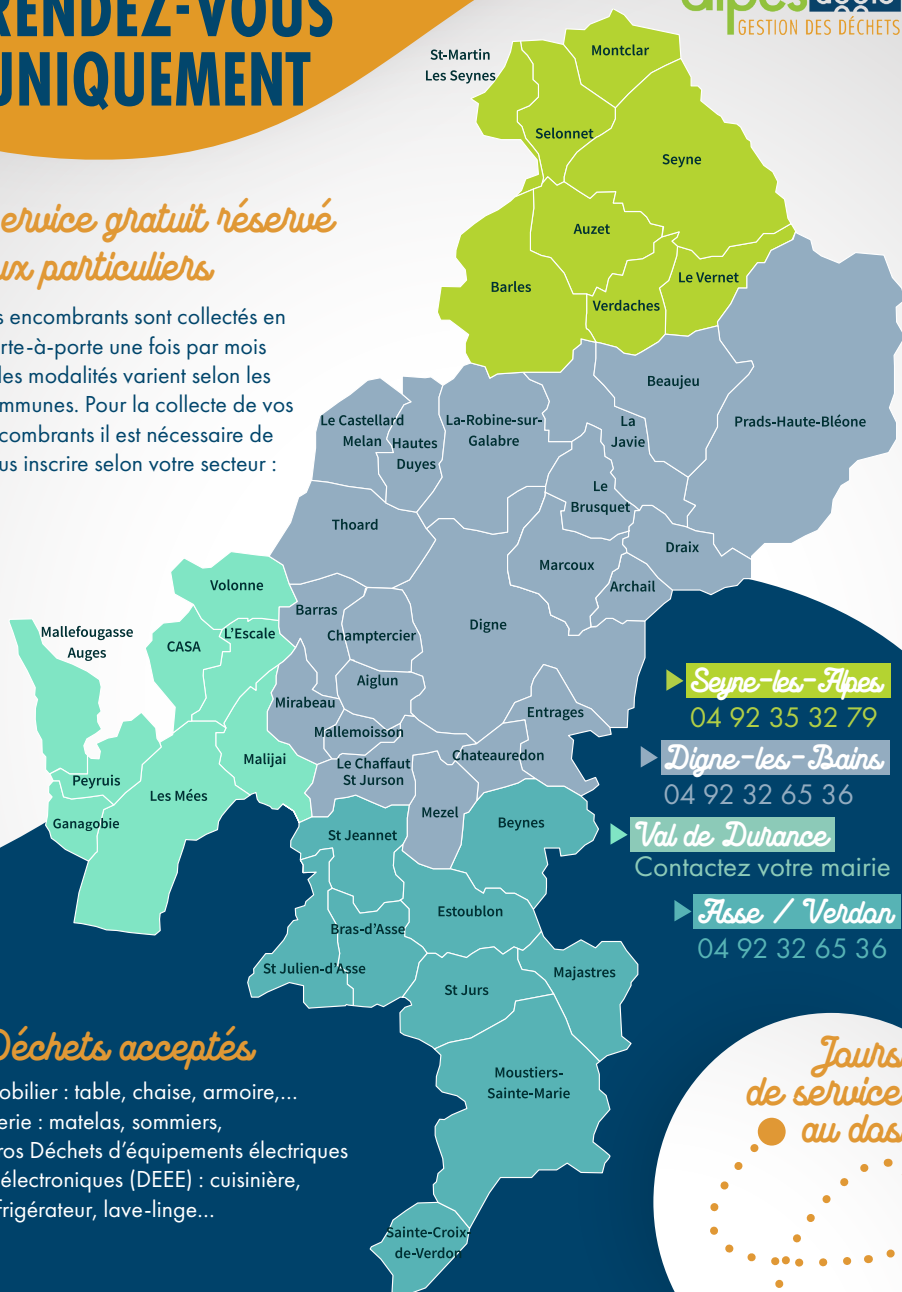 RENDEZ-VOUS
UNIQUEMENT
alpes
GESTION DES DÉCHETS
ervice gratuit réservé
ux particuliers
s encombrants sont collectés en
rte-à-porte une fois par mois
les modalités varient selon les
mmunes. Pour la collecte de vos
combrants il est nécessaire de
us inscrire selon votre secteur :
St-Martin
Les Seynes
Montclar
Selonnet
Seyne
Auzet
Barles
Le Vernet
Verdaches
Beaujeu
Prads-Haute-Bléone
Le Castellard
Melan
Hautes
Duyes
La-Robine-sur-
Galabre
La
Javie
Le
Brusquet
Thoard
Marcoux
Draix
Archail
Volonne
Barras
Digne
Mallefougasse
Auges
CASA
L'Escale
Champtercier
Aiglun
Mirabeau
Entrages
Mallemoisson
Malijai
Le Chaffaut
St Jurson
Chateauredon
Peyruis
Les Mées
Ganagobie
Mezel
St Jeannet
Beynes
Estoublon
Bras-d'Asse
St Julien-d'Asse
Majastres
St Jurs
Moustiers-
Sainte-Marie
Sainte-Croix-
de-Verdon
Seyne-les-Alpes
04 92 35 32 79
Digne-les-Bains
04 92 32 65 36
Val de Durance
Contactez votre mairie
Asse / Verdon
04 92 32 65 36
Déchets acceptés
obilier : table, chaise, armoire,...
erie : matelas, sommiers,
ros Déchets d'équipements électriques
électroniques (DEEE) : cuisinière,
frigérateur, lave-linge...
Jours
de service
au dos